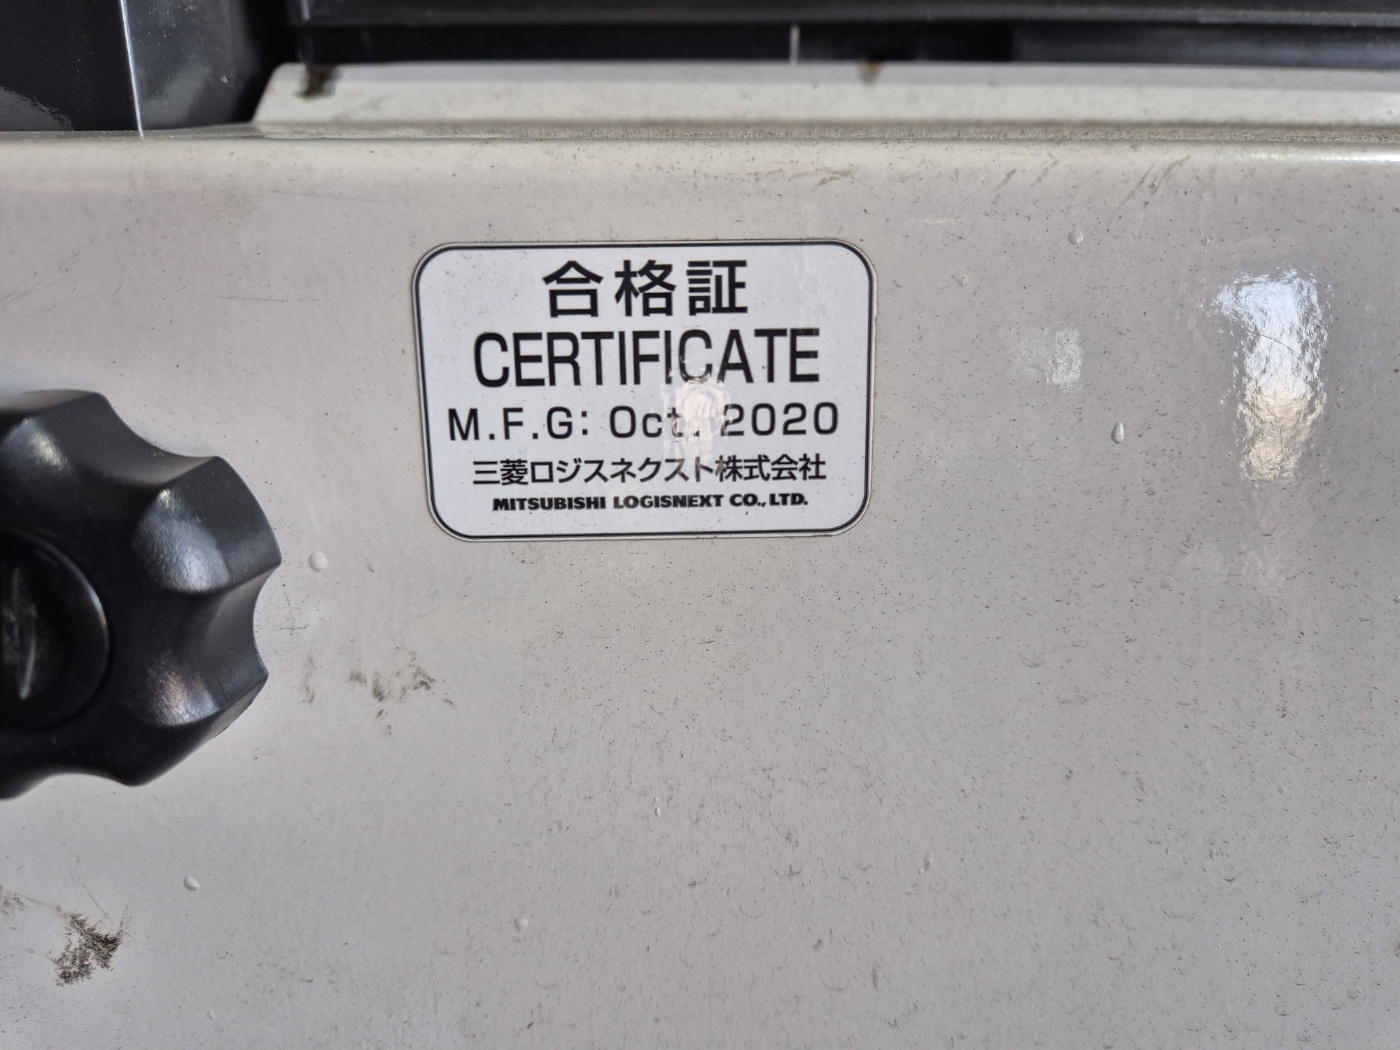 合格証
CERTIFICATE
M.F.G: Oct. 2020
三菱ロジスネクスト株式会社
MITSUBISHI LOGISNEXT CO., LTD.